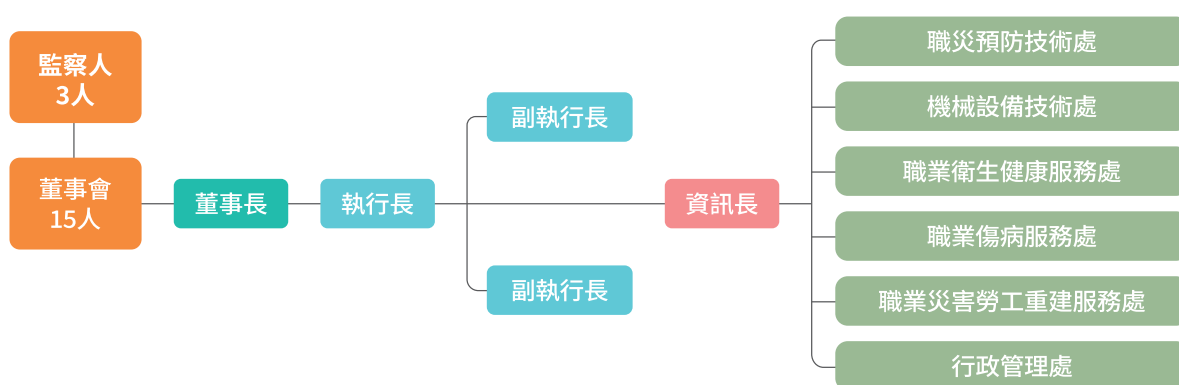 監察人
3人
董事會
15人
董事長
執行長
副執行長
副執行長
資訊長
職災預防技術處
機械設備技術處
職業衛生健康服務處
職業傷病服務處
職業災害勞工重建服務處
行政管理處